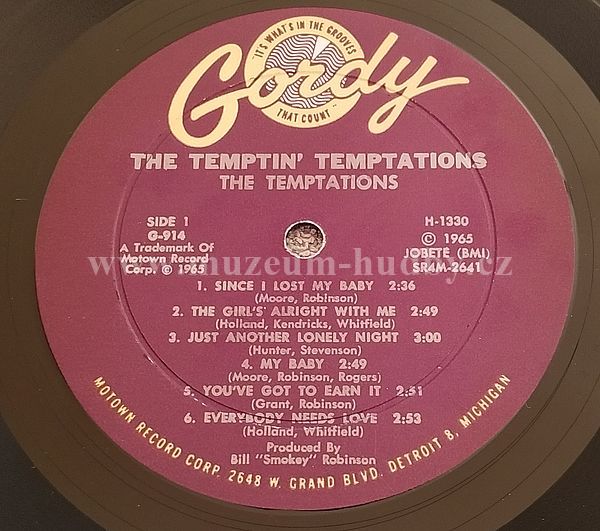 "IT'S WHAT'S IN THE GROOVES
Gordy
THAT COUNT"
THE TEMPTIN' TEMPTATIONS
THE TEMPTATIONS
SIDE 1
G-914
A Trademark Of
Motown Record
Corp. © 1965
H-1330
© 1965
JOBETE (BMI)
SR4M-2641
www.muzeum-hudby.cz
1. SINCE I LOST MY BABY 2:36
(Moore, Robinson)
2. THE GIRL'S ALRIGHT WITH ME 2:49
(Holland, Kendricks, Whitfield)
3. JUST ANOTHER LONELY NIGHT 3:00
(Hunter, Stevenson)
4. MY BABY 2:49
(Moore, Robinson, Rogers)
5. YOU'VE GOT TO EARN IT 2:51
(Grant, Robinson)
6. EVERYBODY NEEDS LOVE 2:53
(Holland, Whitfield)
Produced By
Bill "Smokey" Robinson
MOTOWN RECORD CORP. 2648 W. GRAND BLVD. DETROIT 8, MICHIGAN